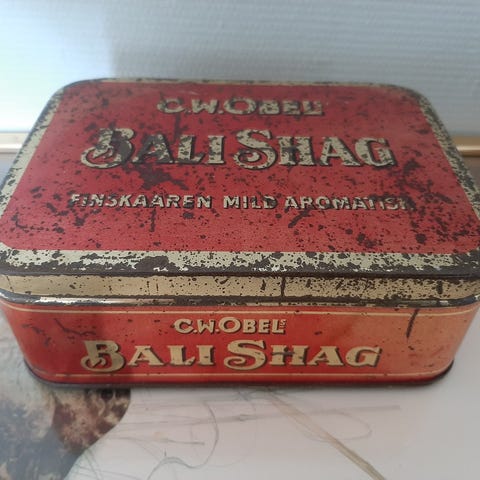 C.W.OBEL'S
BALI SHAG
FINSKAAREN MILD AROMATISK
C.W.OBEL'S
BALI SHAG